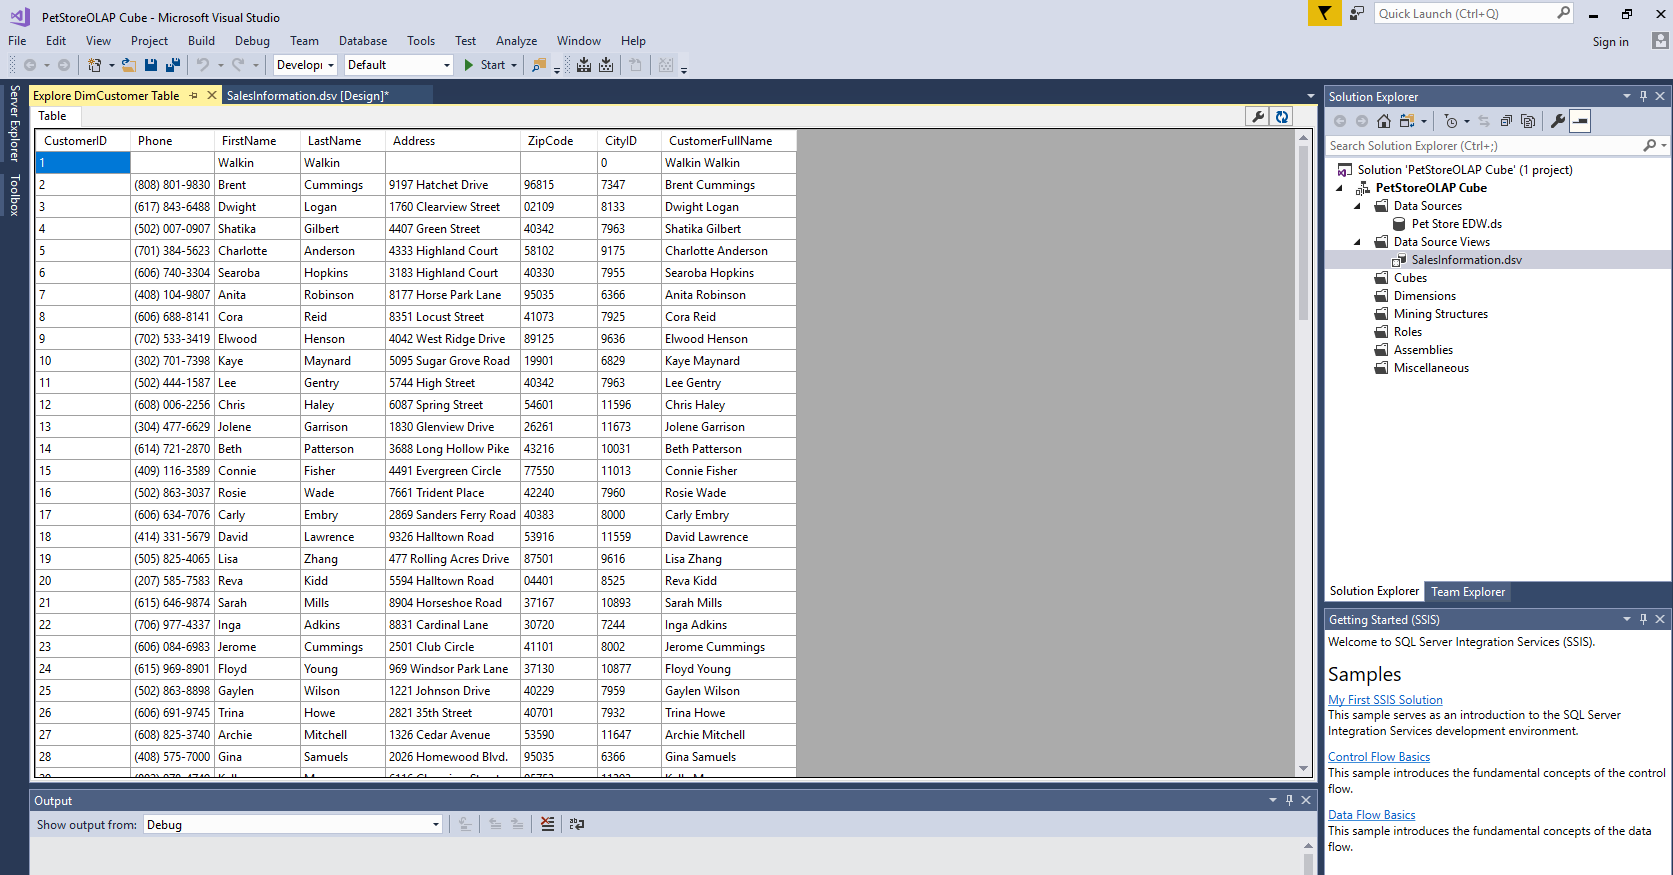 PetStoreOLAP Cube - Microsoft Visual Studio
Quick Launch (Ctrl+Q)
File Edit View Project Build Debug Team Database Tools Test Analyze Window Help
Sign in
Developı Default Start
Server Explorer
Toolbox
Explore DimCustomer Table SalesInformation.dsv [Design]*
Table
CustomerID Phone FirstName LastName Address ZipCode CityID CustomerFullName
1 Walkin Walkin 0 Walkin Walkin
2 (808) 801-9830 Brent Cummings 9197 Hatchet Drive 96815 7347 Brent Cummings
3 (617) 843-6488 Dwight Logan 1760 Clearview Street 02109 8133 Dwight Logan
4 (502) 007-0907 Shatika Gilbert 4407 Green Street 40342 7963 Shatika Gilbert
5 (701) 384-5623 Charlotte Anderson 4333 Highland Court 58102 9175 Charlotte Anderson
6 (606) 740-3304 Searoba Hopkins 3183 Highland Court 40330 7955 Searoba Hopkins
7 (408) 104-9807 Anita Robinson 8177 Horse Park Lane 95035 6366 Anita Robinson
8 (606) 688-8141 Cora Reid 8351 Locust Street 41073 7925 Cora Reid
9 (702) 533-3419 Elwood Henson 4042 West Ridge Drive 89125 9636 Elwood Henson
10 (302) 701-7398 Kaye Maynard 5095 Sugar Grove Road 19901 6829 Kaye Maynard
11 (502) 444-1587 Lee Gentry 5744 High Street 40342 7963 Lee Gentry
12 (608) 006-2256 Chris Haley 6087 Spring Street 54601 11596 Chris Haley
13 (304) 477-6629 Jolene Garrison 1830 Glenview Drive 26261 11673 Jolene Garrison
14 (614) 721-2870 Beth Patterson 3688 Long Hollow Pike 43216 10031 Beth Patterson
15 (409) 116-3589 Connie Fisher 4491 Evergreen Circle 77550 11013 Connie Fisher
16 (502) 863-3037 Rosie Wade 7661 Trident Place 42240 7960 Rosie Wade
17 (606) 634-7076 Carly Embry 2869 Sanders Ferry Road 40383 8000 Carly Embry
18 (414) 331-5679 David Lawrence 9326 Halltown Road 53916 11559 David Lawrence
19 (505) 825-4065 Lisa Zhang 477 Rolling Acres Drive 87501 9616 Lisa Zhang
20 (207) 585-7583 Reva Kidd 5594 Halltown Road 04401 8525 Reva Kidd
21 (615) 646-9874 Sarah Mills 8904 Horseshoe Road 37167 10893 Sarah Mills
22 (706) 977-4337 Inga Adkins 8831 Cardinal Lane 30720 7244 Inga Adkins
23 (606) 084-6983 Jerome Cummings 2501 Club Circle 41101 8002 Jerome Cummings
24 (615) 969-8901 Floyd Young 969 Windsor Park Lane 37130 10877 Floyd Young
25 (502) 863-8898 Gaylen Wilson 1221 Johnson Drive 40229 7959 Gaylen Wilson
26 (606) 691-9745 Trina Howe 2821 35th Street 40701 7932 Trina Howe
27 (608) 825-3740 Archie Mitchell 1326 Cedar Avenue 53590 11647 Archie Mitchell
28 (408) 575-7000 Gina Samuels 2026 Homewood Blvd. 95035 6366 Gina Samuels
Output
Show output from: Debug
Solution Explorer
Search Solution Explorer (Ctrl+;)
Solution 'PetStoreOLAP Cube' (1 project)
PetStoreOLAP Cube
Data Sources
Pet Store EDW.ds
Data Source Views
SalesInformation.dsv
Cubes
Dimensions
Mining Structures
Roles
Assemblies
Miscellaneous
Solution Explorer Team Explorer
Getting Started (SSIS)
Welcome to SQL Server Integration Services (SSIS).
Samples
My First SSIS Solution
This sample serves as an introduction to the SQL Server
Integration Services development environment.
Control Flow Basics
This sample introduces the fundamental concepts of the control
flow.
Data Flow Basics
This sample introduces the fundamental concepts of the data
flow.